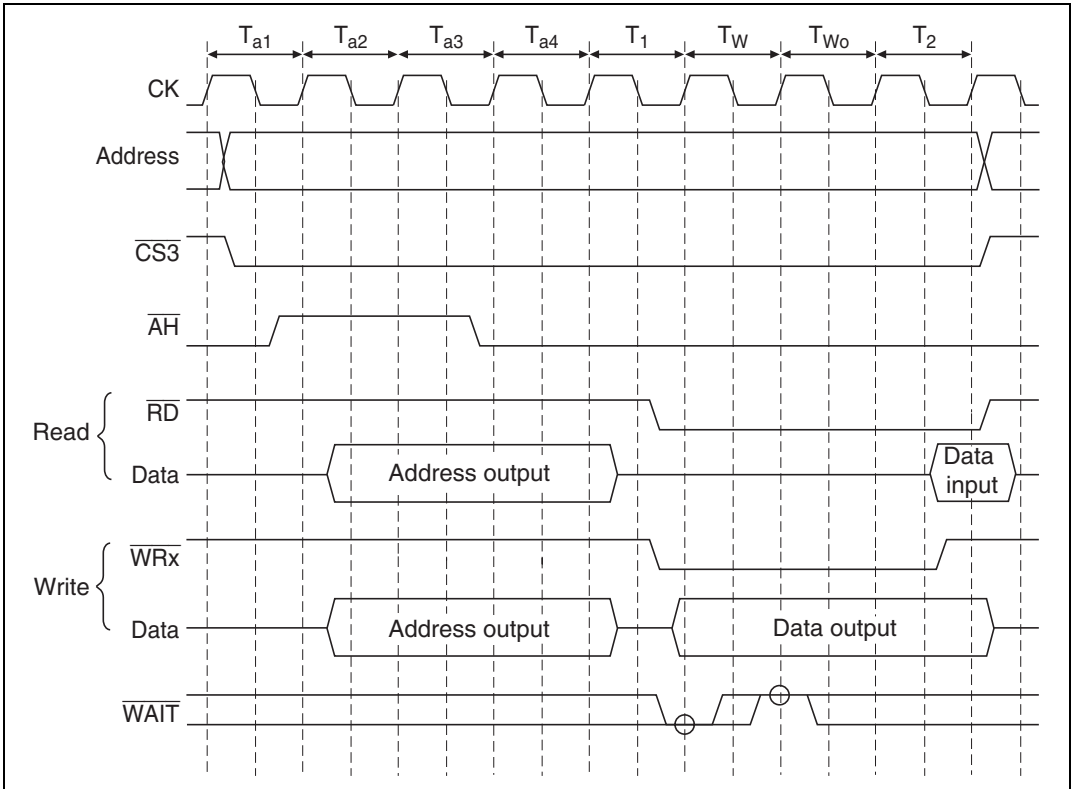 Ta1 Ta2 Ta3 Ta4 T1 TW TWo T2
CK
Address
CS3
AH
Read
RD
Data Address output Data input
Write
WRx
Data Address output Data output
WAIT